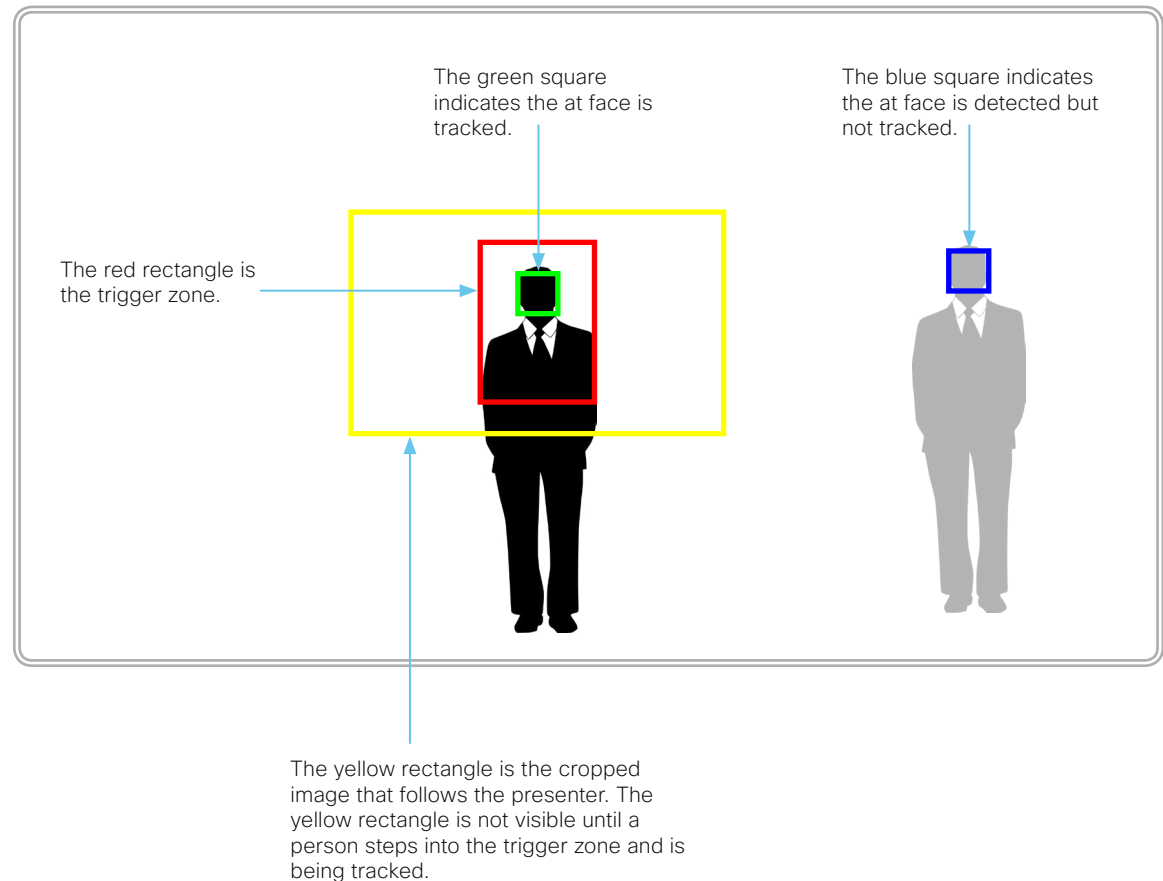 The green square
indicates the at face is
tracked.
The blue square indicates
the at face is detected but
not tracked.
The red rectangle is
the trigger zone.
The yellow rectangle is the cropped
image that follows the presenter. The
yellow rectangle is not visible until a
person steps into the trigger zone and is
being tracked.